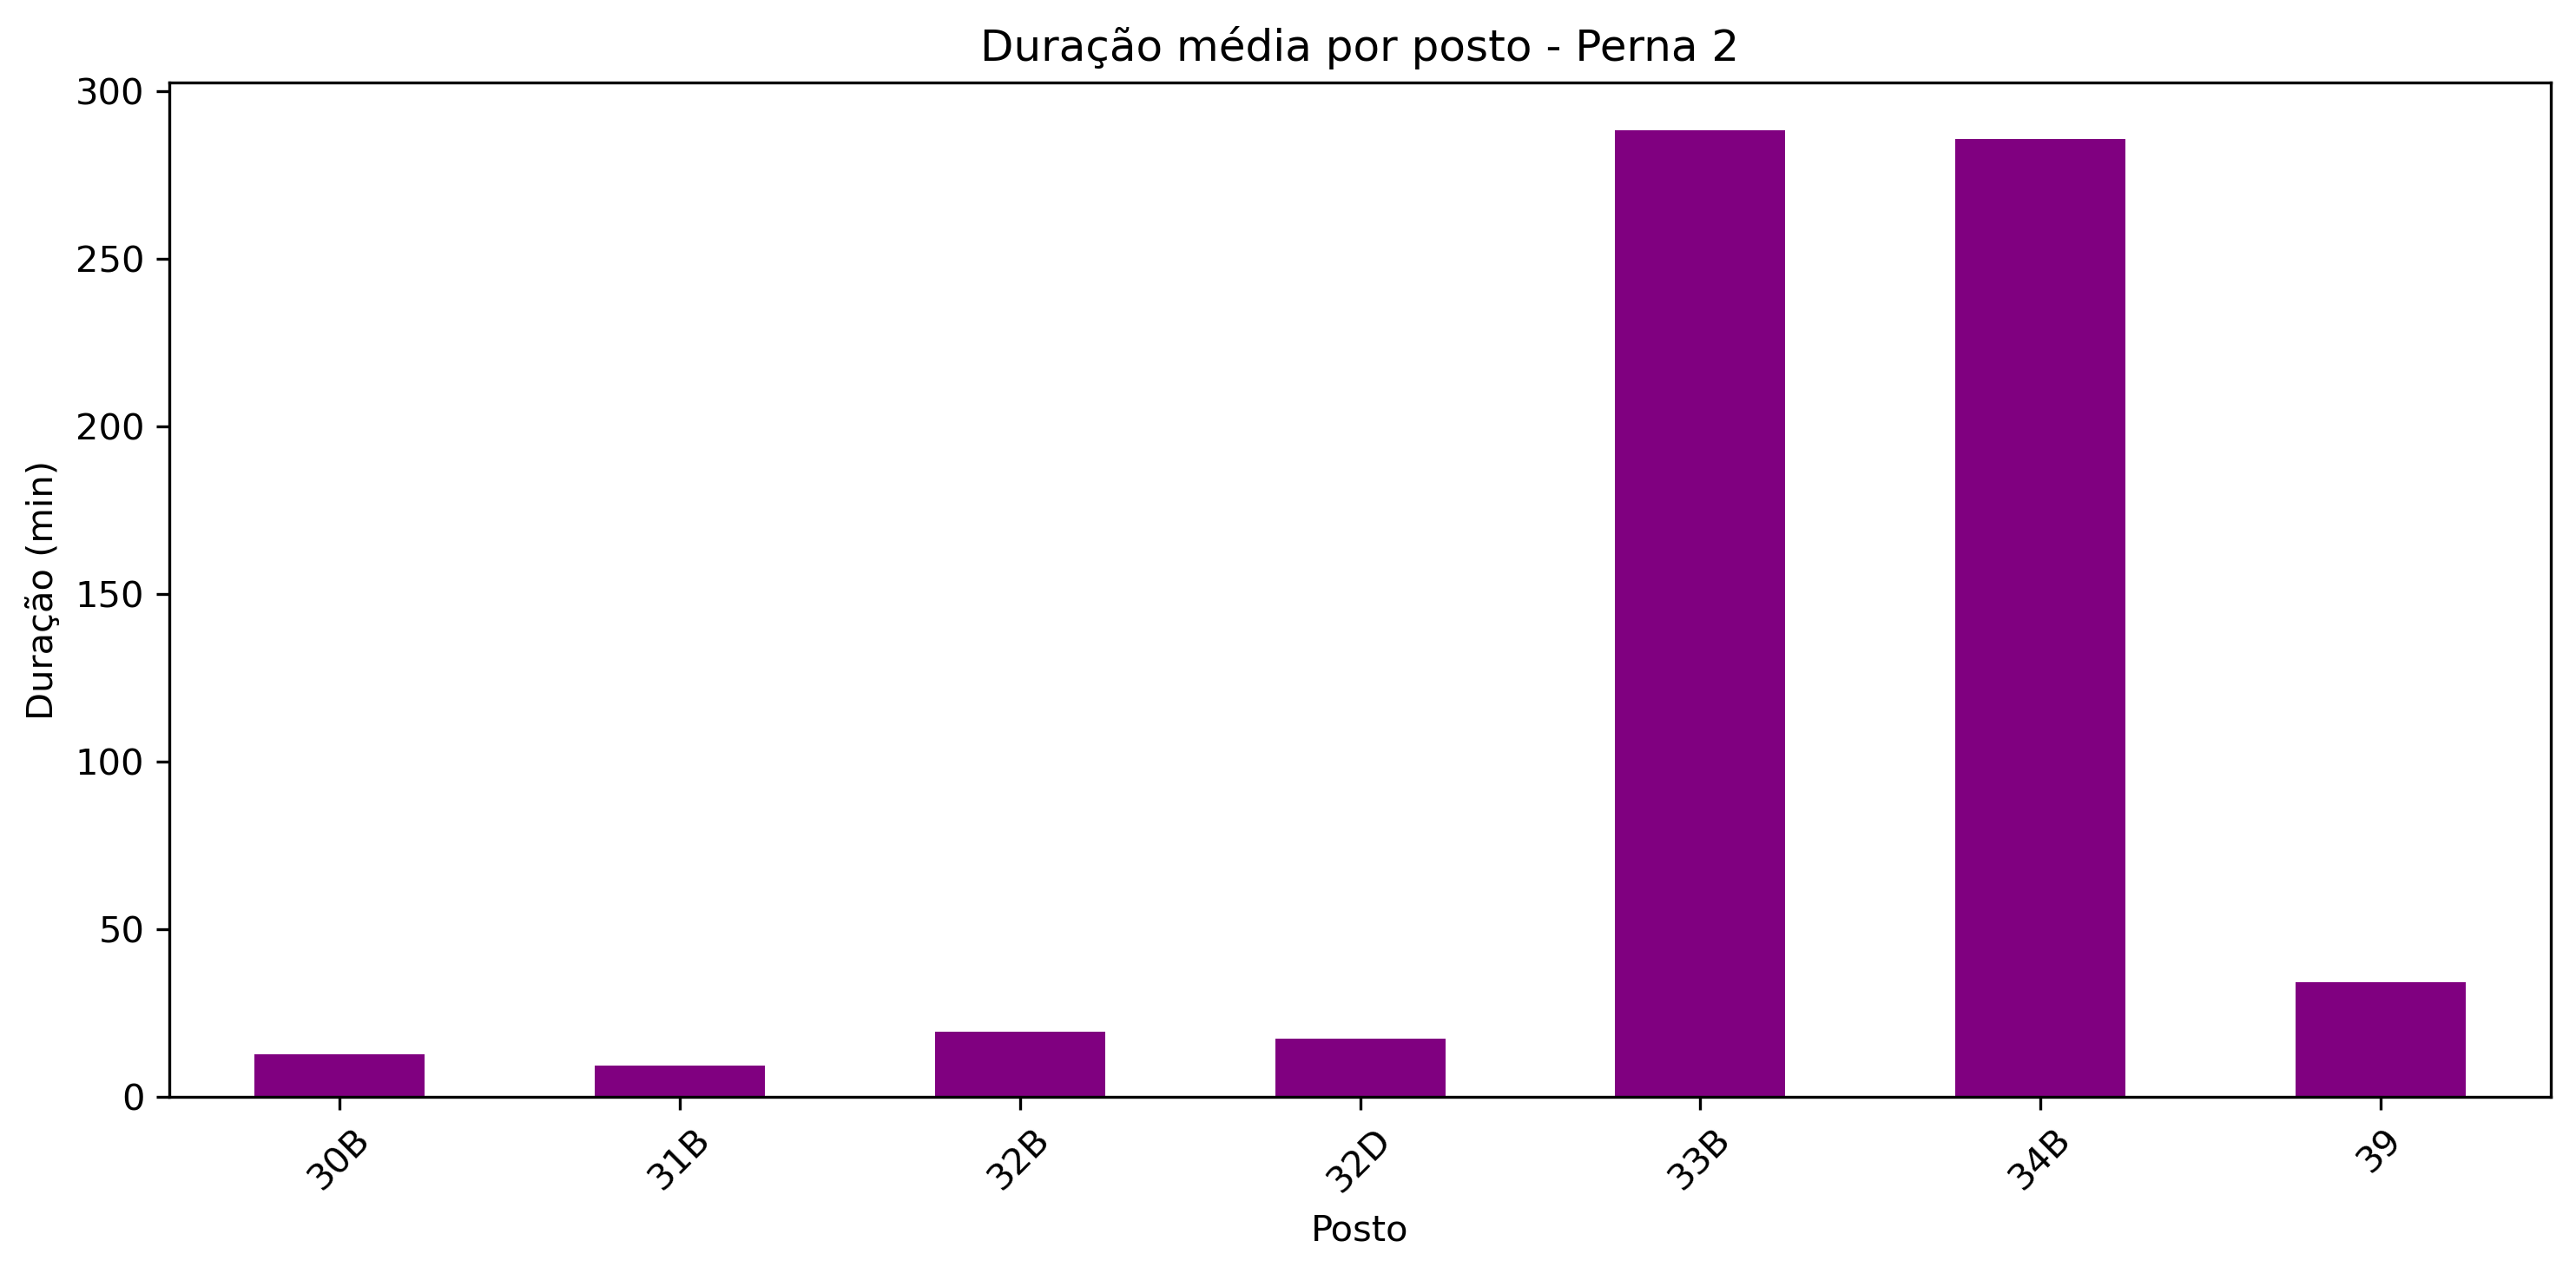 Duração média por posto - Perna 2
300
250
200
150
100
50
0
Duração (min)
30B
31B
32B
32D
33B
34B
39
Posto